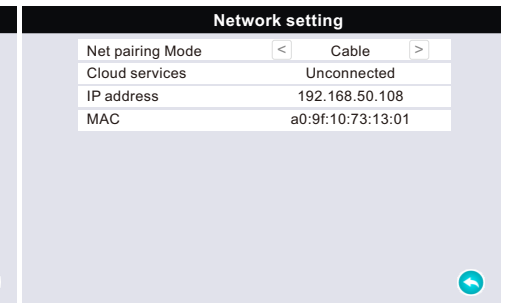 Network setting
Net pairing Mode < Cable >
Cloud services Unconnected
IP address 192.168.50.108
MAC a0:9f:10:73:13:01